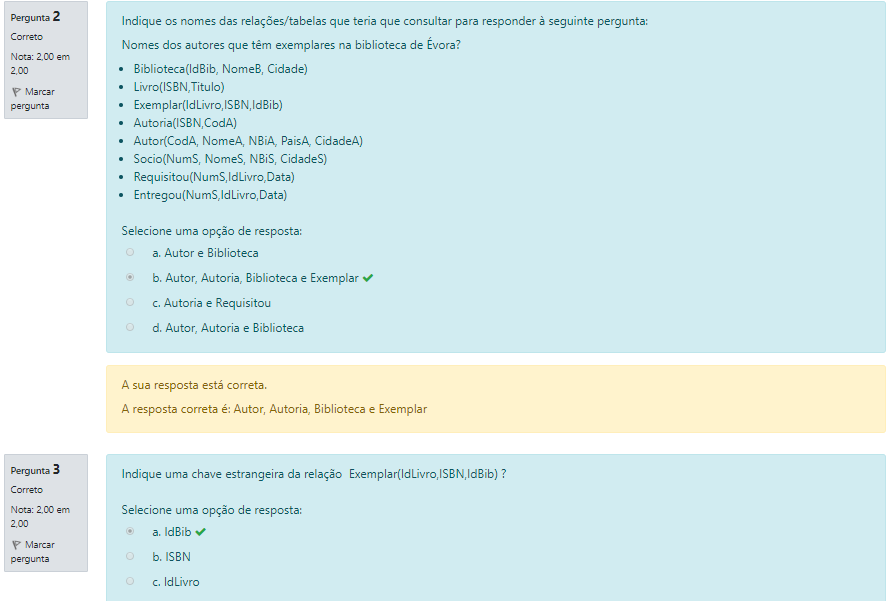 Pergunta 2
Correto
Nota: 2,00 em
2,00
Marcar
pergunta
Indique os nomes das relações/tabelas que teria que consultar para responder à seguinte pergunta:
Nomes dos autores que têm exemplares na biblioteca de Évora?
• Biblioteca(IdBib, NomeB, Cidade)
• Livro(ISBN,Titulo)
• Exemplar(IdLivro,ISBN,IdBib)
• Autoria(ISBN,CodA)
• Autor(CodA, NomeA, NBiA, PaisA, CidadeA)
• Socio(NumS, NomeS, NBiS, CidadeS)
• Requisitou(NumS,IdLivro,Data)
• Entregou(NumS,IdLivro,Data)
Selecione uma opção de resposta:
a. Autor e Biblioteca
b. Autor, Autoria, Biblioteca e Exemplar ✔
c. Autoria e Requisitou
d. Autor, Autoria e Biblioteca
A sua resposta está correta.
A resposta correta é: Autor, Autoria, Biblioteca e Exemplar
Pergunta 3
Correto
Nota: 2,00 em
2,00
Marcar
pergunta
Indique uma chave estrangeira da relação Exemplar(IdLivro,ISBN,IdBib) ?
Selecione uma opção de resposta:
a. IdBib ✔
b. ISBN
c. IdLivro